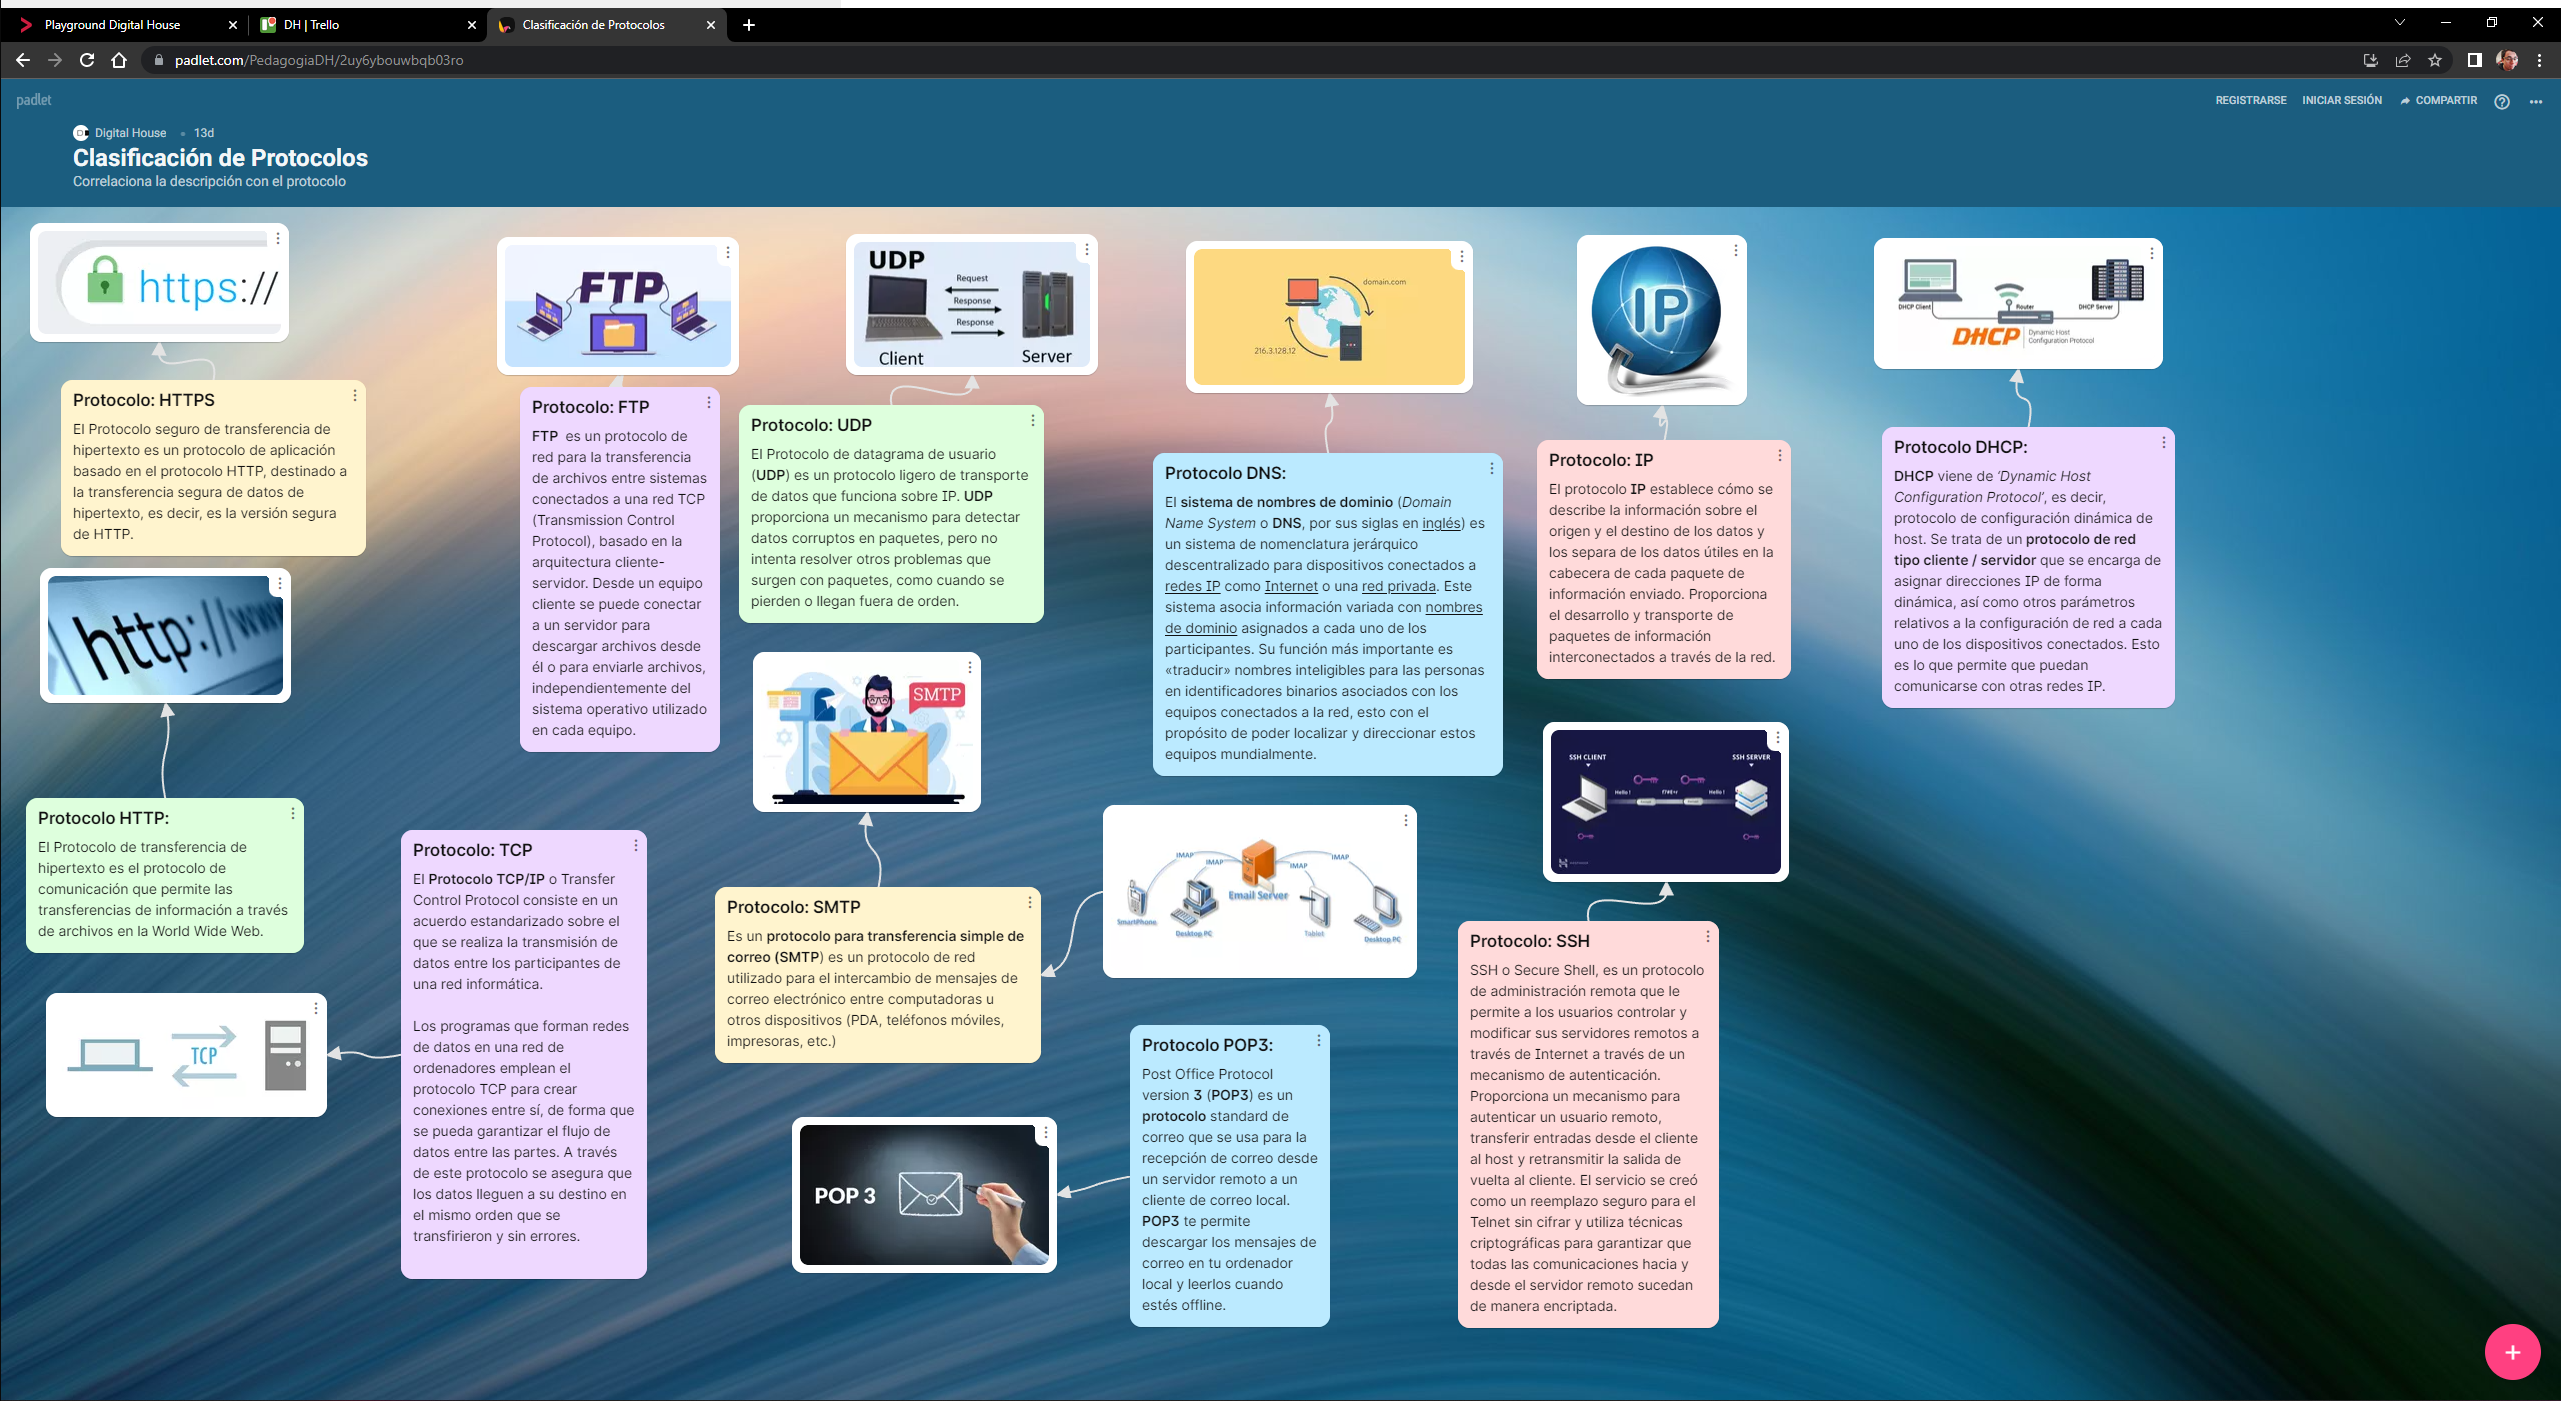 Playground Digital House
DH | Trello
Clasificación de Protocolos
padlet.com/PedagogiaDH/2uy6ybouwbqb03ro
padlet
REGISTRARSE
INICIAR SESIÓN
COMPARTIR
Digital House
13d
Clasificación de Protocolos
Correlaciona la descripción con el protocolo
https://
Protocolo: HTTPS
El Protocolo seguro de transferencia de
hipertexto es un protocolo de aplicación
basado en el protocolo HTTP, destinado a
la transferencia segura de datos de
hipertexto, es decir, es la versión segura
de HTTP.
http://www
Protocolo HTTP:
El Protocolo de transferencia de
hipertexto es el protocolo de
comunicación que permite las
transferencias de información a través
de archivos en la World Wide Web.
TCP
FTP
Protocolo: FTP
FTP es un protocolo de
red para la transferencia
de archivos entre sistemas
conectados a una red TCP
(Transmission Control
Protocol), basado en la
arquitectura cliente-
servidor. Desde un equipo
cliente se puede conectar
a un servidor para
descargar archivos desde
él o para enviarle archivos,
independientemente del
sistema operativo utilizado
en cada equipo.
Protocolo: TCP
El Protocolo TCP/IP o Transfer
Control Protocol consiste en un
acuerdo estandarizado sobre el
que se realiza la transmisión de
datos entre los participantes de
una red informática.
Los programas que forman redes
de datos en una red de
ordenadores emplean el
protocolo TCP para crear
conexiones entre sí, de forma que
se pueda garantizar el flujo de
datos entre las partes. A través
de este protocolo se asegura que
los datos lleguen a su destino en
el mismo orden que se
transfirieron y sin errores.
UDP
Request
Response
Response
Client
Server
Protocolo: UDP
El Protocolo de datagrama de usuario
(UDP) es un protocolo ligero de transporte
de datos que funciona sobre IP. UDP
proporciona un mecanismo para detectar
datos corruptos en paquetes, pero no
intenta resolver otros problemas que
surgen con paquetes, como cuando se
pierden o llegan fuera de orden.
SMTP
Protocolo: SMTP
Es un protocolo para transferencia simple de
correo (SMTP) es un protocolo de red
utilizado para el intercambio de mensajes de
correo electrónico entre computadoras u
otros dispositivos (PDA, teléfonos móviles,
impresoras, etc.)
POP 3
domain.com
216.3.128.12
Protocolo DNS:
El sistema de nombres de dominio (Domain
Name System o DNS, por sus siglas en inglés) es
un sistema de nomenclatura jerárquico
descentralizado para dispositivos conectados a
redes IP como Internet o una red privada. Este
sistema asocia información variada con nombres
de dominio asignados a cada uno de los
participantes. Su función más importante es
«traducir» nombres inteligibles para las personas
en identificadores binarios asociados con los
equipos conectados a la red, esto con el
propósito de poder localizar y direccionar estos
equipos mundialmente.
IMAP
IMAP
IMAP
IMAP
Email Server
SmartPhone
Desktop PC
Tablet
Desktop PC
Protocolo POP3:
Post Office Protocol
version 3 (POP3) es un
protocolo standard de
correo que se usa para la
recepción de correo desde
un servidor remoto a un
cliente de correo local.
POP3 te permite
descargar los mensajes de
correo en tu ordenador
local y leerlos cuando
estés offline.
IP
Protocolo: IP
El protocolo IP establece cómo se
describe la información sobre el
origen y el destino de los datos y
los separa de los datos útiles en la
cabecera de cada paquete de
información enviado. Proporciona
el desarrollo y transporte de
paquetes de información
interconectados a través de la red.
SSH CLIENT
SSH SERVER
Hello !
Hello !
Protocolo: SSH
SSH o Secure Shell, es un protocolo
de administración remota que le
permite a los usuarios controlar y
modificar sus servidores remotos a
través de Internet a través de un
mecanismo de autenticación.
Proporciona un mecanismo para
autenticar un usuario remoto,
transferir entradas desde el cliente
al host y retransmitir la salida de
vuelta al cliente. El servicio se creó
como un reemplazo seguro para el
Telnet sin cifrar y utiliza técnicas
criptográficas para garantizar que
todas las comunicaciones hacia y
desde el servidor remoto sucedan
de manera encriptada.
DHCP Client
Router
DHCP Server
DHCP
Dynamic Host
Configuration Protocol
Protocolo DHCP:
DHCP viene de ‘Dynamic Host
Configuration Protocol’, es decir,
protocolo de configuración dinámica de
host. Se trata de un protocolo de red
tipo cliente / servidor que se encarga de
asignar direcciones IP de forma
dinámica, así como otros parámetros
relativos a la configuración de red a cada
uno de los dispositivos conectados. Esto
es lo que permite que puedan
comunicarse con otras redes IP.